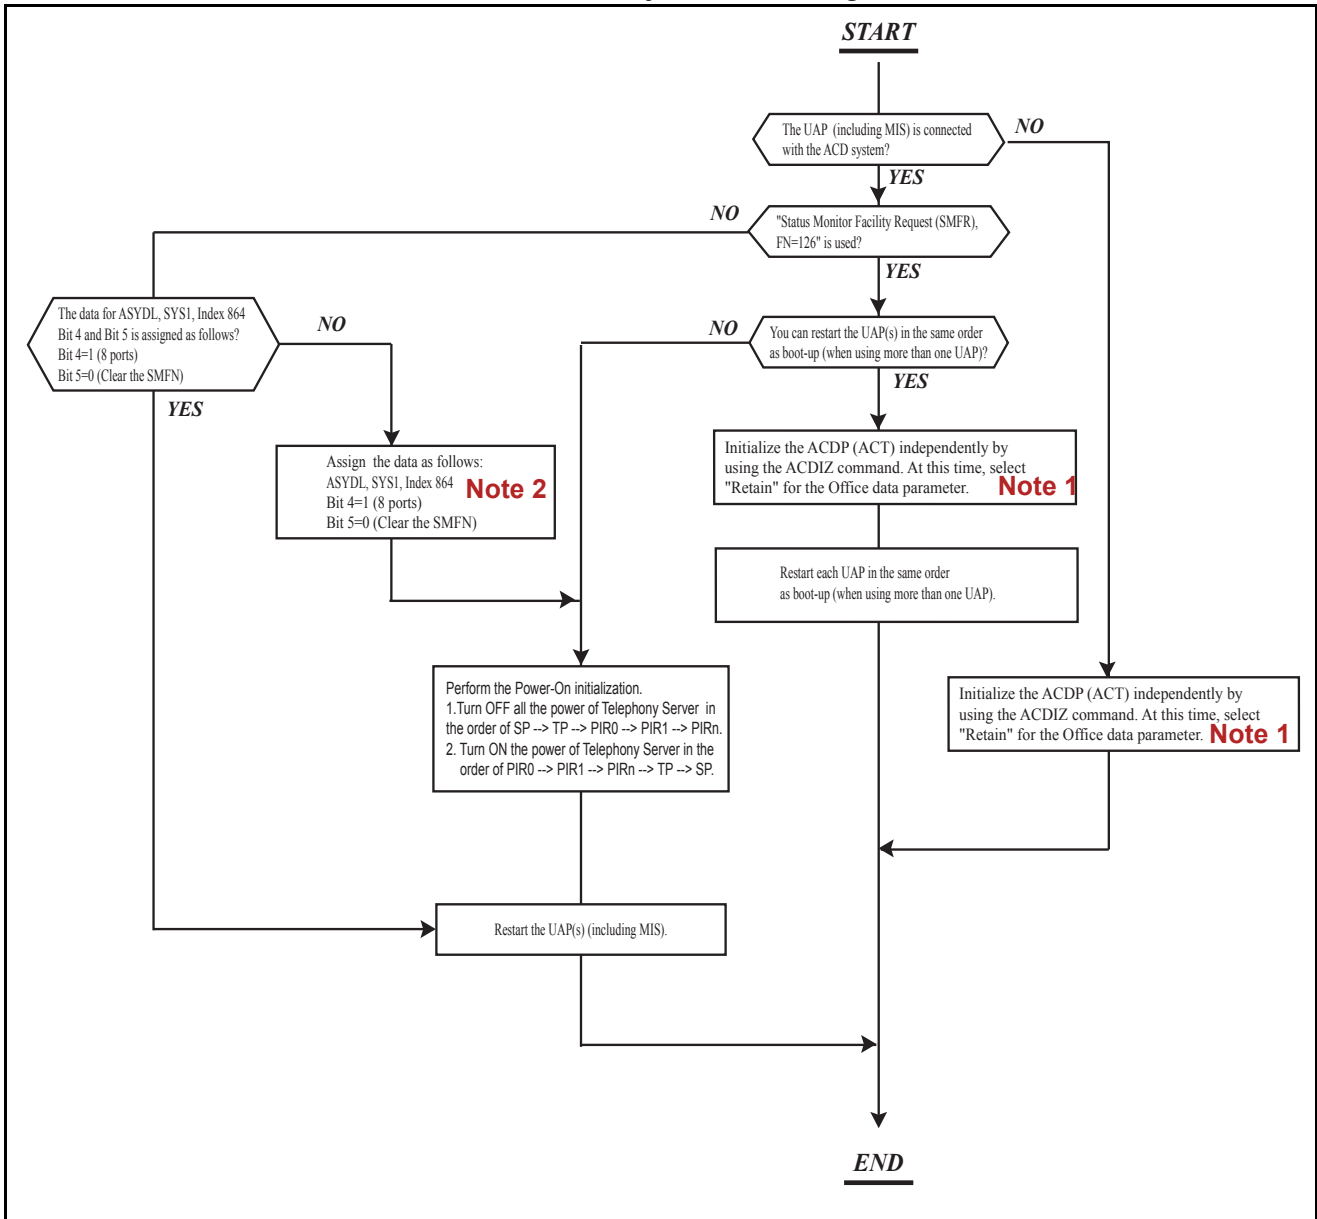 START
The UAP (including MIS) is connected
with the ACD system?
NO
YES
"Status Monitor Facility Request (SMFR),
FN=126" is used?
NO
YES
The data for ASYDL, SYS1, Index 864
Bit 4 and Bit 5 is assigned as follows?
Bit 4=1 (8 ports)
Bit 5=0 (Clear the SMFN)
NO
YES
You can restart the UAP(s) in the same order
as boot-up (when using more than one UAP)?
NO
YES
Assign the data as follows:
ASYDL, SYS1, Index 864 Note 2
Bit 4=1 (8 ports)
Bit 5=0 (Clear the SMFN)
Initialize the ACDP (ACT) independently by
using the ACDIZ command. At this time, select
"Retain" for the Office data parameter. Note 1
Restart each UAP in the same order
as boot-up (when using more than one UAP).
Perform the Power-On initialization.
1.Turn OFF all the power of Telephony Server in
the order of SP --> TP --> PIR0 --> PIR1 --> PIRn.
2. Turn ON the power of Telephony Server in the
order of PIR0 --> PIR1 --> PIRn --> TP --> SP.
Initialize the ACDP (ACT) independently by
using the ACDIZ command. At this time, select
"Retain" for the Office data parameter. Note 1
Restart the UAP(s) (including MIS).
END